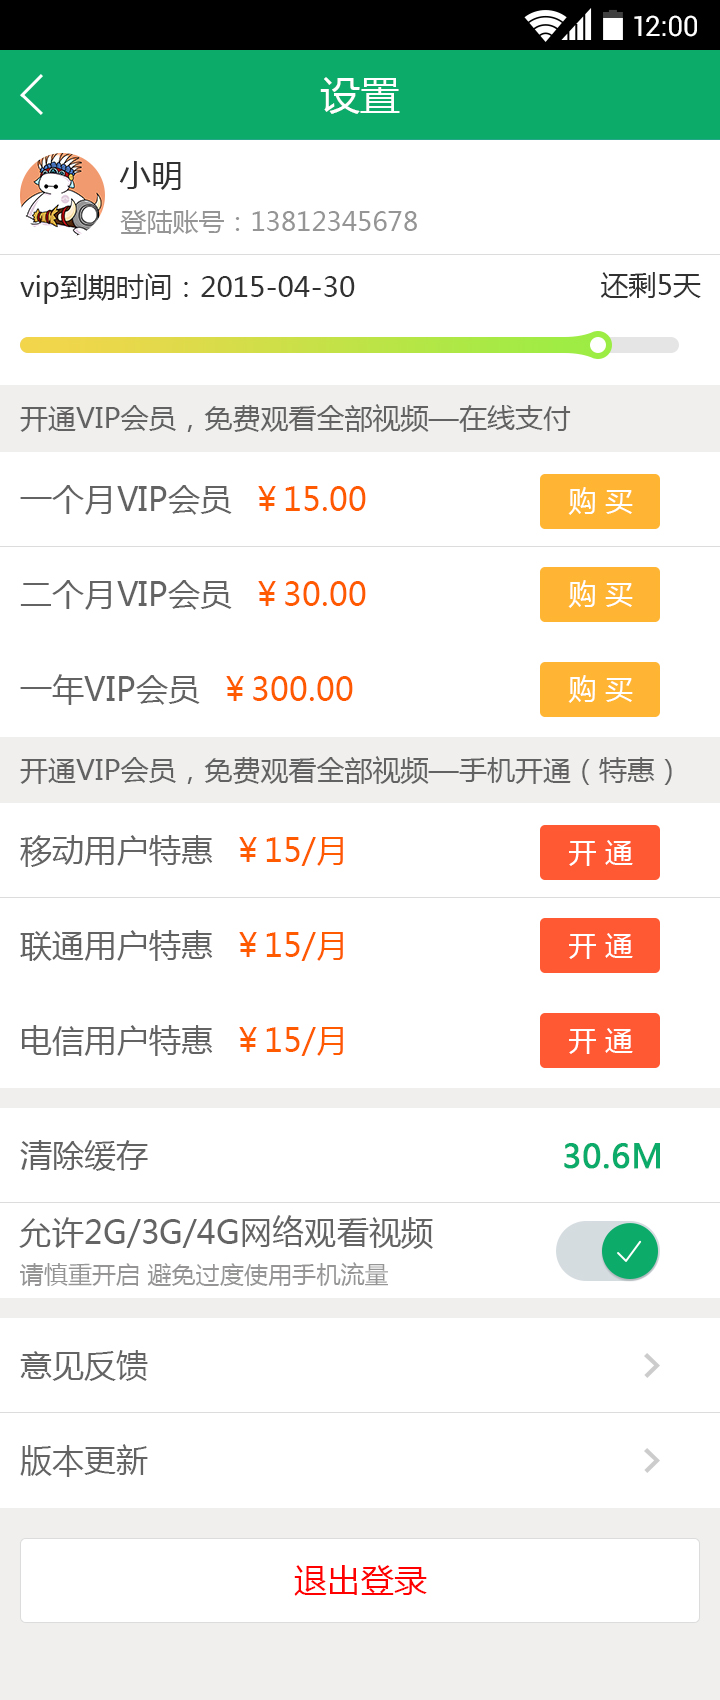 12:00
设置
小明
登陆账号：13812345678
vip到期时间：2015-04-30 还剩5天
开通VIP会员，免费观看全部视频—在线支付
一个月VIP会员 ¥15.00 购 买
二个月VIP会员 ¥30.00 购 买
一年VIP会员 ¥300.00 购 买
开通VIP会员，免费观看全部视频—手机开通（特惠）
移动用户特惠 ¥15/月 开 通
联通用户特惠 ¥15/月 开 通
电信用户特惠 ¥15/月 开 通
清除缓存 30.6M
允许2G/3G/4G网络观看视频
请慎重开启 避免过度使用手机流量
意见反馈
版本更新
退出登录